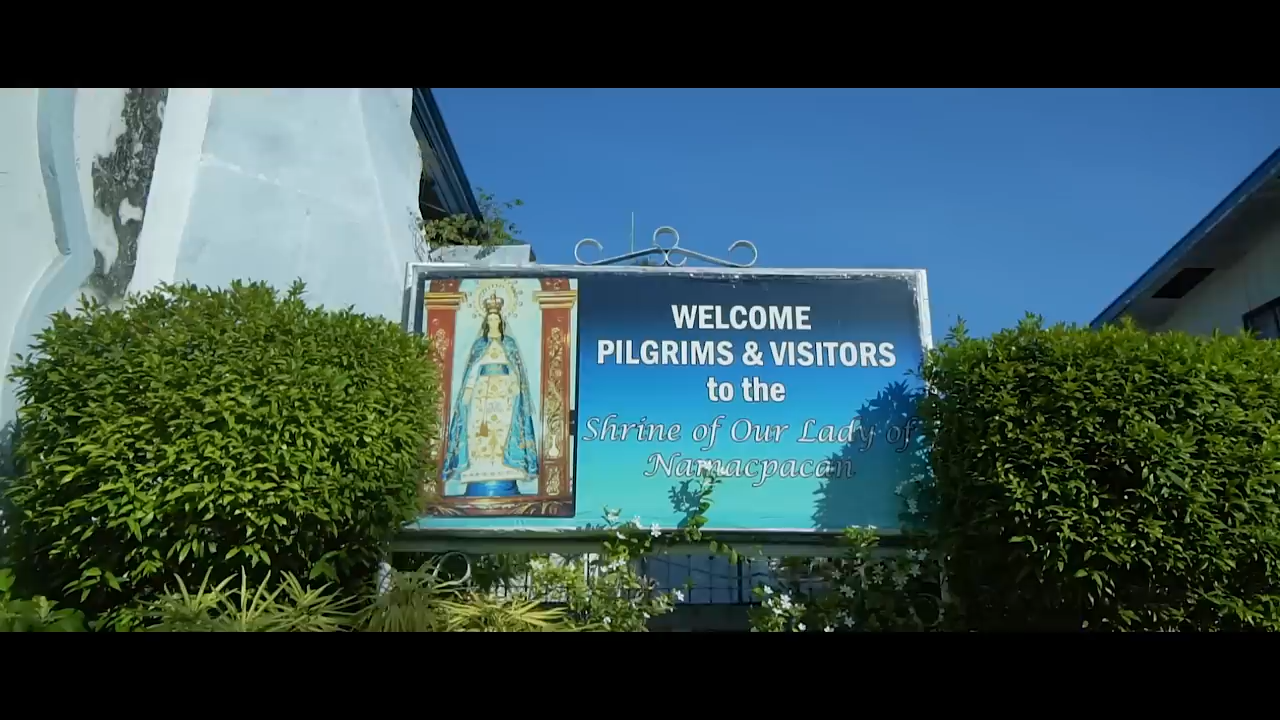 WELCOME
PILGRIMS & VISITORS
to the
Shrine of Our Lady of
Namacpacan